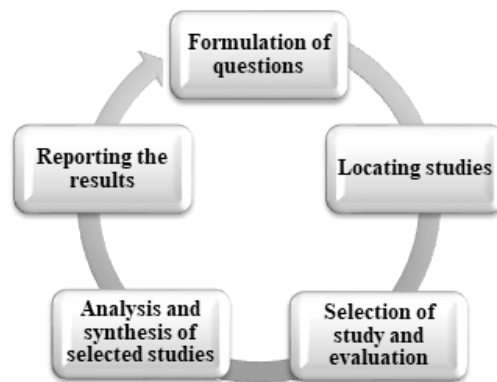 Formulation of
questions
Locating studies
Selection of
study and
evaluation
Analysis and
synthesis of
selected studies
Reporting the
results